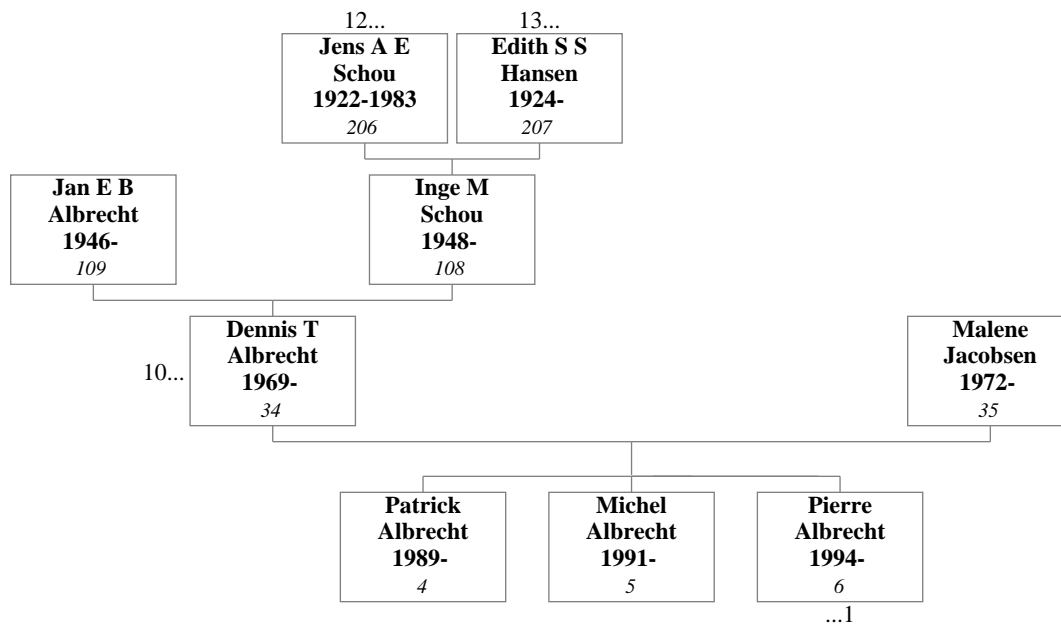 12...
13...
Jens A E
Schou
1922-1983
206
Edith S S
Hansen
1924-
207
Jan E B
Albrecht
1946-
109
Inge M
Schou
1948-
108
10...
Dennis T
Albrecht
1969-
34
Malene
Jacobsen
1972-
35
Patrick
Albrecht
1989-
4
Michel
Albrecht
1991-
5
Pierre
Albrecht
1994-
6
...1